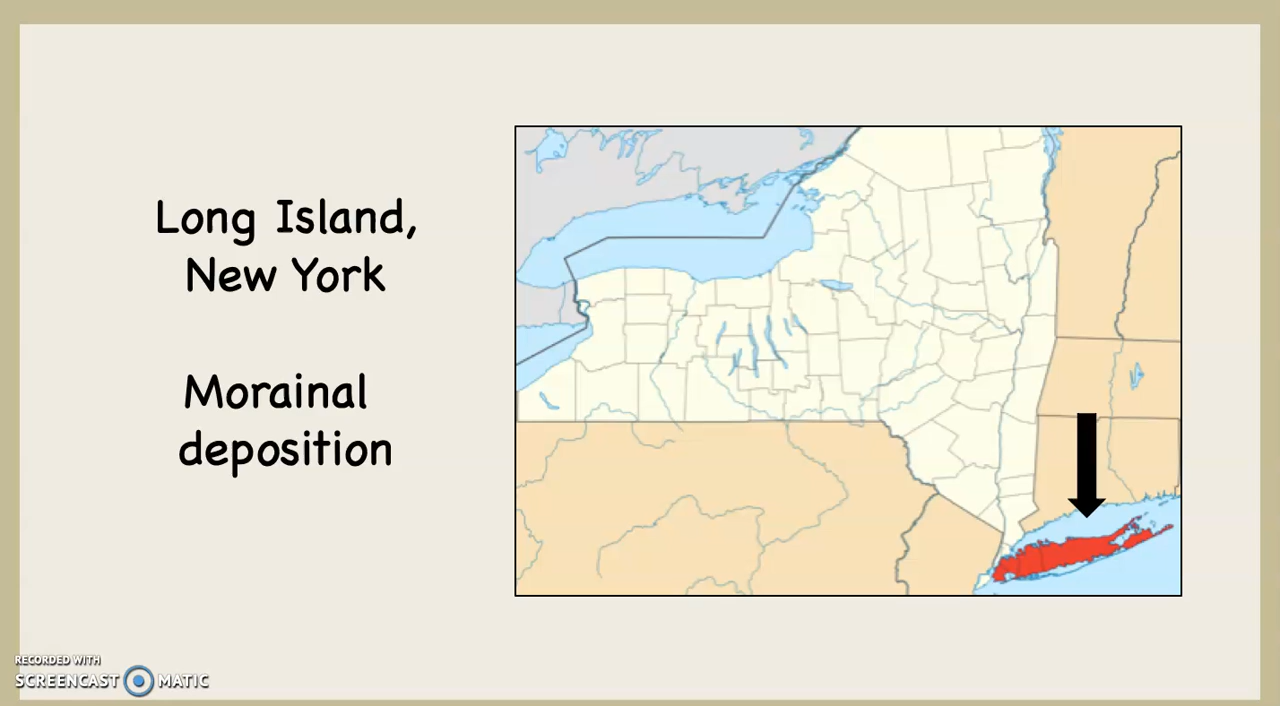 Long Island,
New York
Morainal
deposition
RECORDED WITH
SCREENCAST MATIC